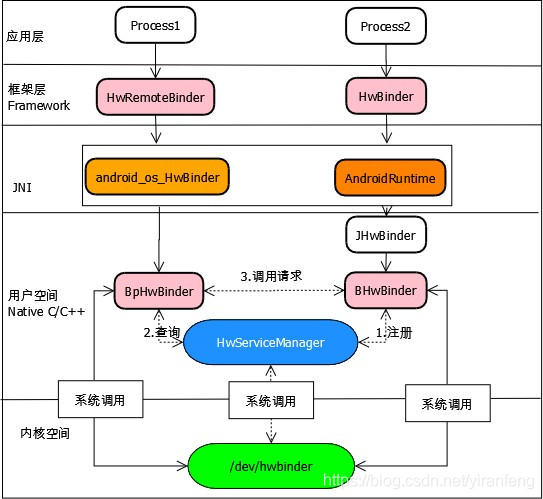 应用层
Process1
Process2
框架层
Framework
HwRemoteBinder
HwBinder
JNI
android_os_HwBinder
AndroidRuntime
JHwBinder
用户空间
Native C/C++
BpHwBinder
3.调用请求
BHwBinder
2.查询
HwServiceManager
1.注册
系统调用
系统调用
系统调用
内核空间
/dev/hwbinder
https://blog.csdn.net/yiranfeng